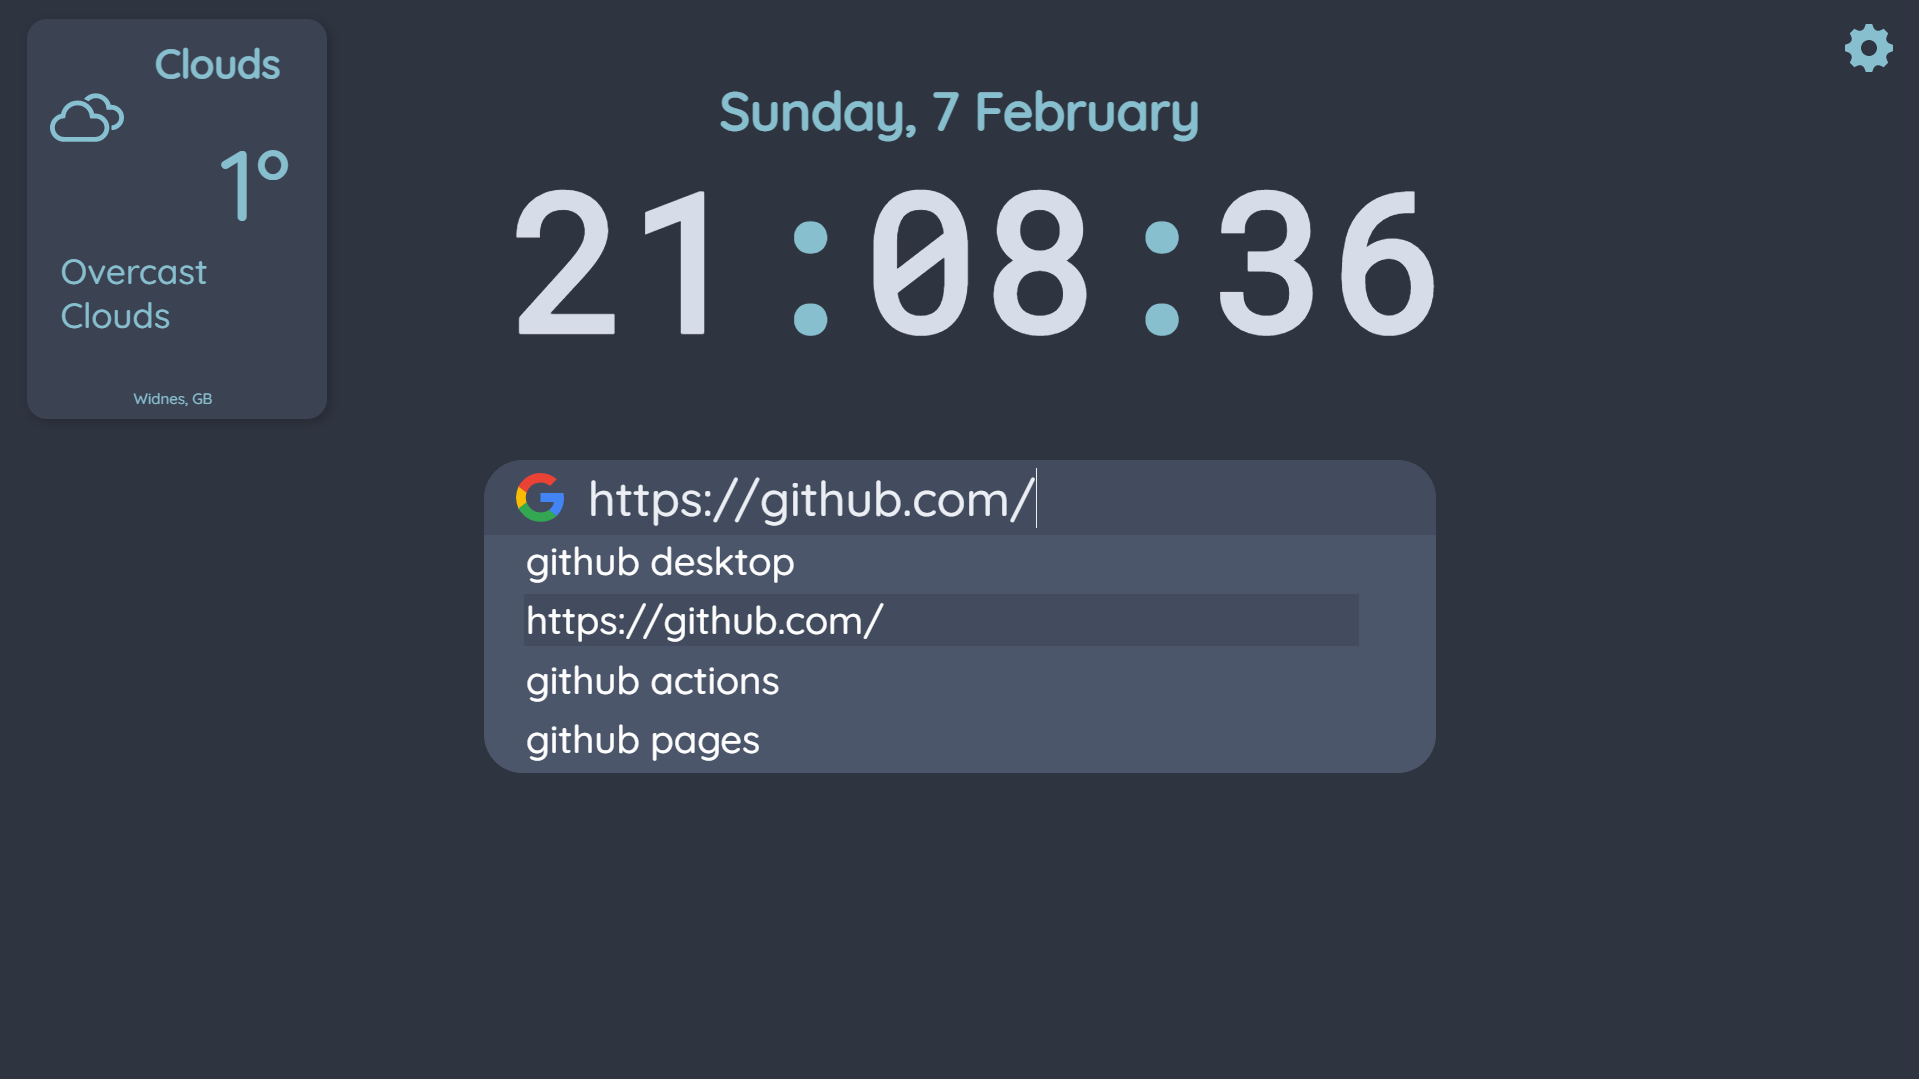 Clouds
1°
Overcast
Clouds
Widnes, GB
Sunday, 7 February
21:08:36
https://github.com/
github desktop
https://github.com/
github actions
github pages